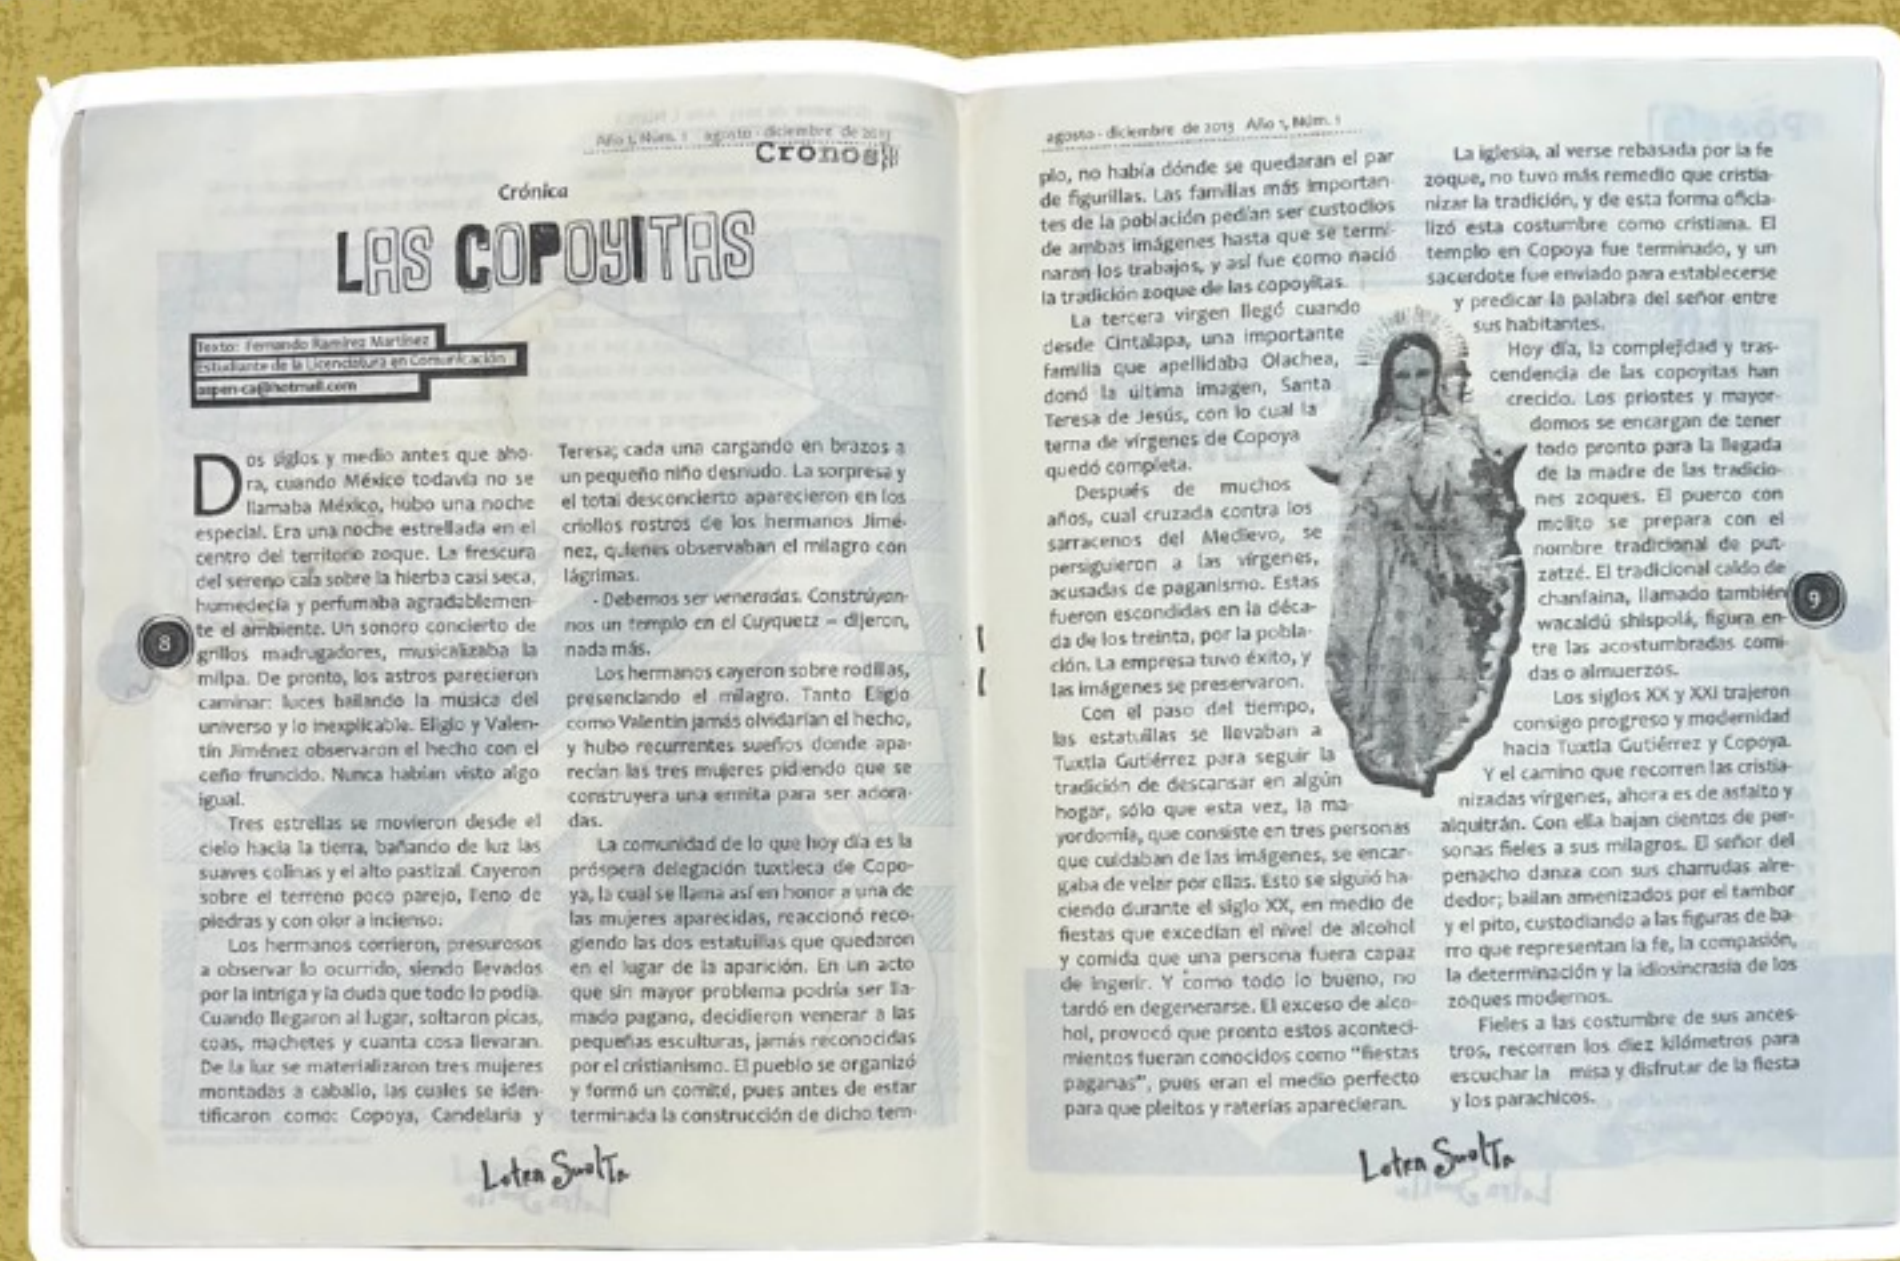 Año 1, Núm. 1 agosto - diciembre de 2013
Cronos
Crónica
LAS COPOYITAS
Texto: Fernando Ramírez Martínez
Estudiante de la Licenciatura en Comunicación
aspen-ca@hotmail.com
Dos siglos y medio antes que aho-
ra, cuando México todavía no se
llamaba México, hubo una noche
especial. Era una noche estrellada en el
centro del territorio zoque. La frescura
del sereno caía sobre la hierba casi seca,
humedecía y perfumaba agradablemen-
te el ambiente. Un sonoro concierto de
grillos madrugadores, musicalizaba la
milpa. De pronto, los astros parecieron
caminar: luces bailando la música del
universo y lo inexplicable. Eligio y Valen-
tín Jiménez observaron el hecho con el
ceño fruncido. Nunca habían visto algo
igual.
Tres estrellas se movieron desde el
cielo hacia la tierra, bañando de luz las
suaves colinas y el alto pastizal. Cayeron
sobre el terreno poco parejo, lleno de
piedras y con olor a incienso.
Los hermanos corrieron, presurosos
a observar lo ocurrido, siendo llevados
por la intriga y la duda que todo lo podía.
Cuando llegaron al lugar, soltaron picas,
coas, machetes y cuanta cosa llevaran.
De la luz se materializaron tres mujeres
montadas a caballo, las cuales se iden-
tificaron como: Copoya, Candelaria y
Teresa; cada una cargando en brazos a
un pequeño niño desnudo. La sorpresa y
el total desconcierto aparecieron en los
criollos rostros de los hermanos Jimé-
nez, quienes observaban el milagro con
lágrimas.
- Debemos ser veneradas. Constrúyan-
nos un templo en el Cuyquetz – dijeron,
nada más.
Los hermanos cayeron sobre rodillas,
presenciando el milagro. Tanto Eligio
como Valentín jamás olvidarían el hecho,
y hubo recurrentes sueños donde apa-
recían las tres mujeres pidiendo que se
construyera una ermita para ser adora-
das.
La comunidad de lo que hoy día es la
próspera delegación tuxtleca de Copo-
ya, la cual se llama así en honor a una de
las mujeres aparecidas, reaccionó reco-
giendo las dos estatuillas que quedaron
en el lugar de la aparición. En un acto
que sin mayor problema podría ser lla-
mado pagano, decidieron venerar a las
pequeñas esculturas, jamás reconocidas
por el cristianismo. El pueblo se organizó
y formó un comité, pues antes de estar
terminada la construcción de dicho tem-
8
Letra Suelta
agosto - diciembre de 2013 Año 1, Núm. 1
plo, no había dónde se quedaran el par
de figurillas. Las familias más importan-
tes de la población pedían ser custodios
de ambas imágenes hasta que se termi-
naran los trabajos, y así fue como nació
la tradición zoque de las copoyitas.
La tercera virgen llegó cuando
desde Cintalapa, una importante
familia que apellidaba Olachea,
donó la última imagen, Santa
Teresa de Jesús, con lo cual la
terna de vírgenes de Copoya
quedó completa.
Después de muchos
años, cual cruzada contra los
sarracenos del Medievo, se
persiguieron a las vírgenes,
acusadas de paganismo. Estas
fueron escondidas en la déca-
da de los treinta, por la pobla-
ción. La empresa tuvo éxito, y
las imágenes se preservaron.
Con el paso del tiempo,
las estatuillas se llevaban a
Tuxtla Gutiérrez para seguir la
tradición de descansar en algún
hogar, sólo que esta vez, la ma-
yordomía, que consiste en tres personas
que cuidaban de las imágenes, se encar-
gaba de velar por ellas. Esto se siguió ha-
ciendo durante el siglo XX, en medio de
fiestas que excedían el nivel de alcohol
y comida que una persona fuera capaz
de ingerir. Y como todo lo bueno, no
tardó en degenerarse. El exceso de alco-
hol, provocó que pronto estos aconteci-
mientos fueran conocidos como "fiestas
paganas", pues eran el medio perfecto
para que pleitos y raterías aparecieran.
La iglesia, al verse rebasada por la fe
zoque, no tuvo más remedio que cristia-
nizar la tradición, y de esta forma oficia-
lizó esta costumbre como cristiana. El
templo en Copoya fue terminado, y un
sacerdote fue enviado para establecerse
y predicar la palabra del señor entre
sus habitantes.
Hoy día, la complejidad y tras-
cendencia de las copoyitas han
crecido. Los priostes y mayor-
domos se encargan de tener
todo pronto para la llegada
de la madre de las tradicio-
nes zoques. El puerco con
molito se prepara con el
nombre tradicional de put-
zatzé. El tradicional caldo de
chanfaina, llamado también
wacaldú shispolá, figura en-
tre las acostumbradas comi-
das o almuerzos.
Los siglos XX y XXI trajeron
consigo progreso y modernidad
hacia Tuxtla Gutiérrez y Copoya.
Y el camino que recorren las cristia-
nizadas vírgenes, ahora es de asfalto y
alquitrán. Con ella bajan cientos de per-
sonas fieles a sus milagros. El señor del
penacho danza con sus charrudas alre-
dedor; bailan amenizados por el tambor
y el pito, custodiando a las figuras de ba-
rro que representan la fe, la compasión,
la determinación y la idiosincrasia de los
zoques modernos.
Fieles a las costumbre de sus ances-
tros, recorren los diez kilómetros para
escuchar la misa y disfrutar de la fiesta
y los parachicos.
9
Letra Suelta